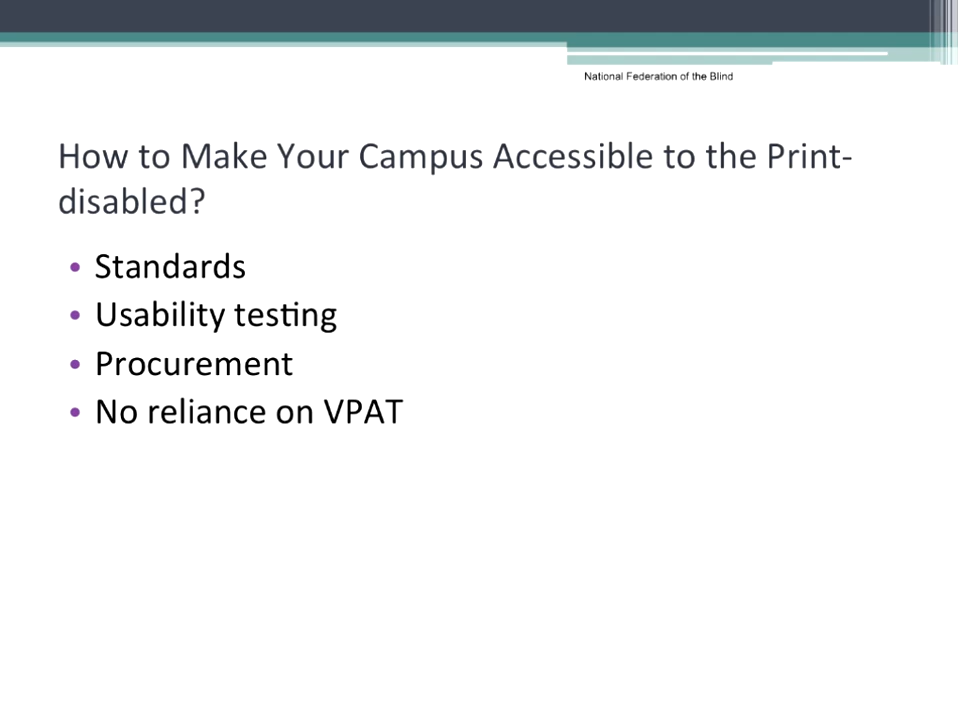 National Federation of the Blind
How to Make Your Campus Accessible to the Print-
disabled?
• Standards
• Usability testing
• Procurement
• No reliance on VPAT